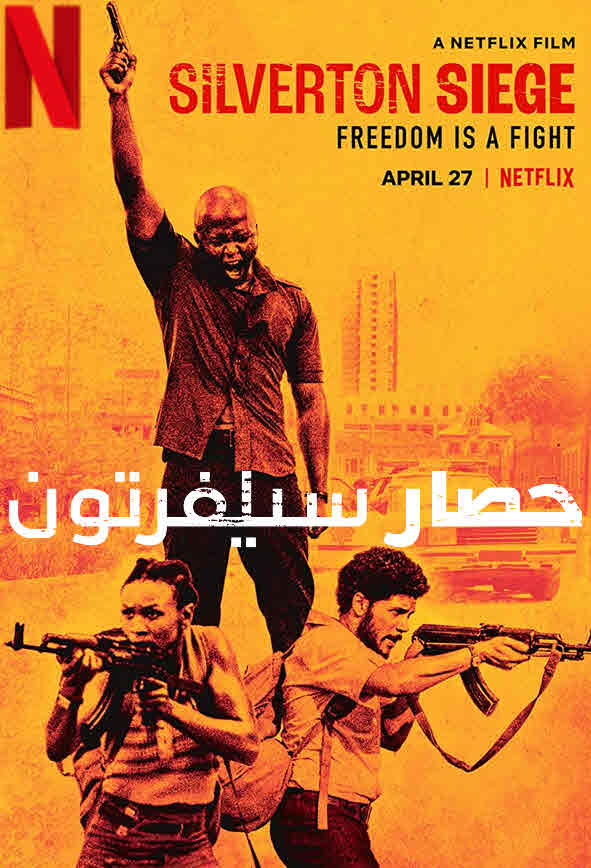 N
A NETFLIX FILM
SILVERTON SIEGE
FREEDOM IS A FIGHT
APRIL 27 | NETFLIX
حصار سيلفرتون